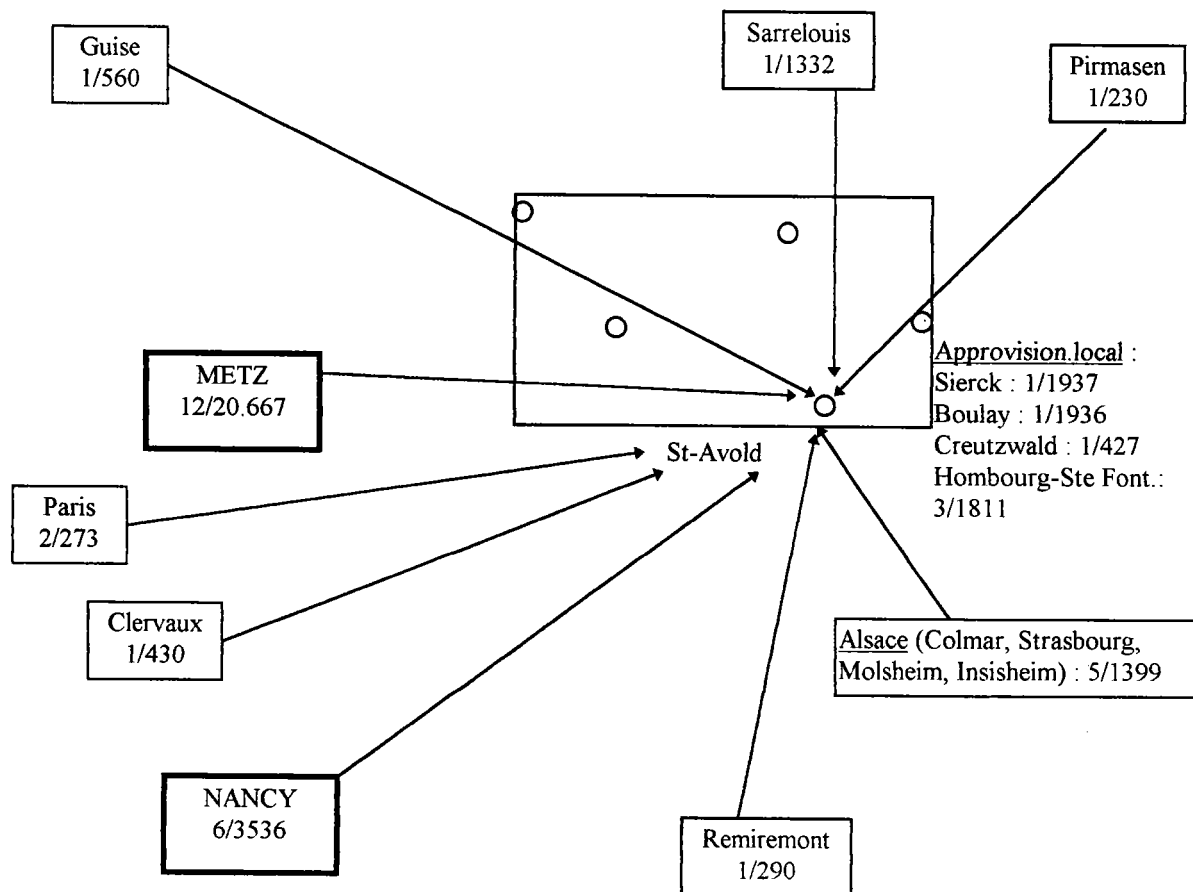 Guise
1/560
Sarrelouis
1/1332
Pirmasen
1/230
METZ
12/20.667
Approvision.local :
Sierck : 1/1937
Boulay : 1/1936
Creutzwald : 1/427
Hombourg-Ste Font.:
3/1811
St-Avold
Paris
2/273
Clervaux
1/430
Alsace (Colmar, Strasbourg,
Molsheim, Insisheim) : 5/1399
NANCY
6/3536
Remiremont
1/290